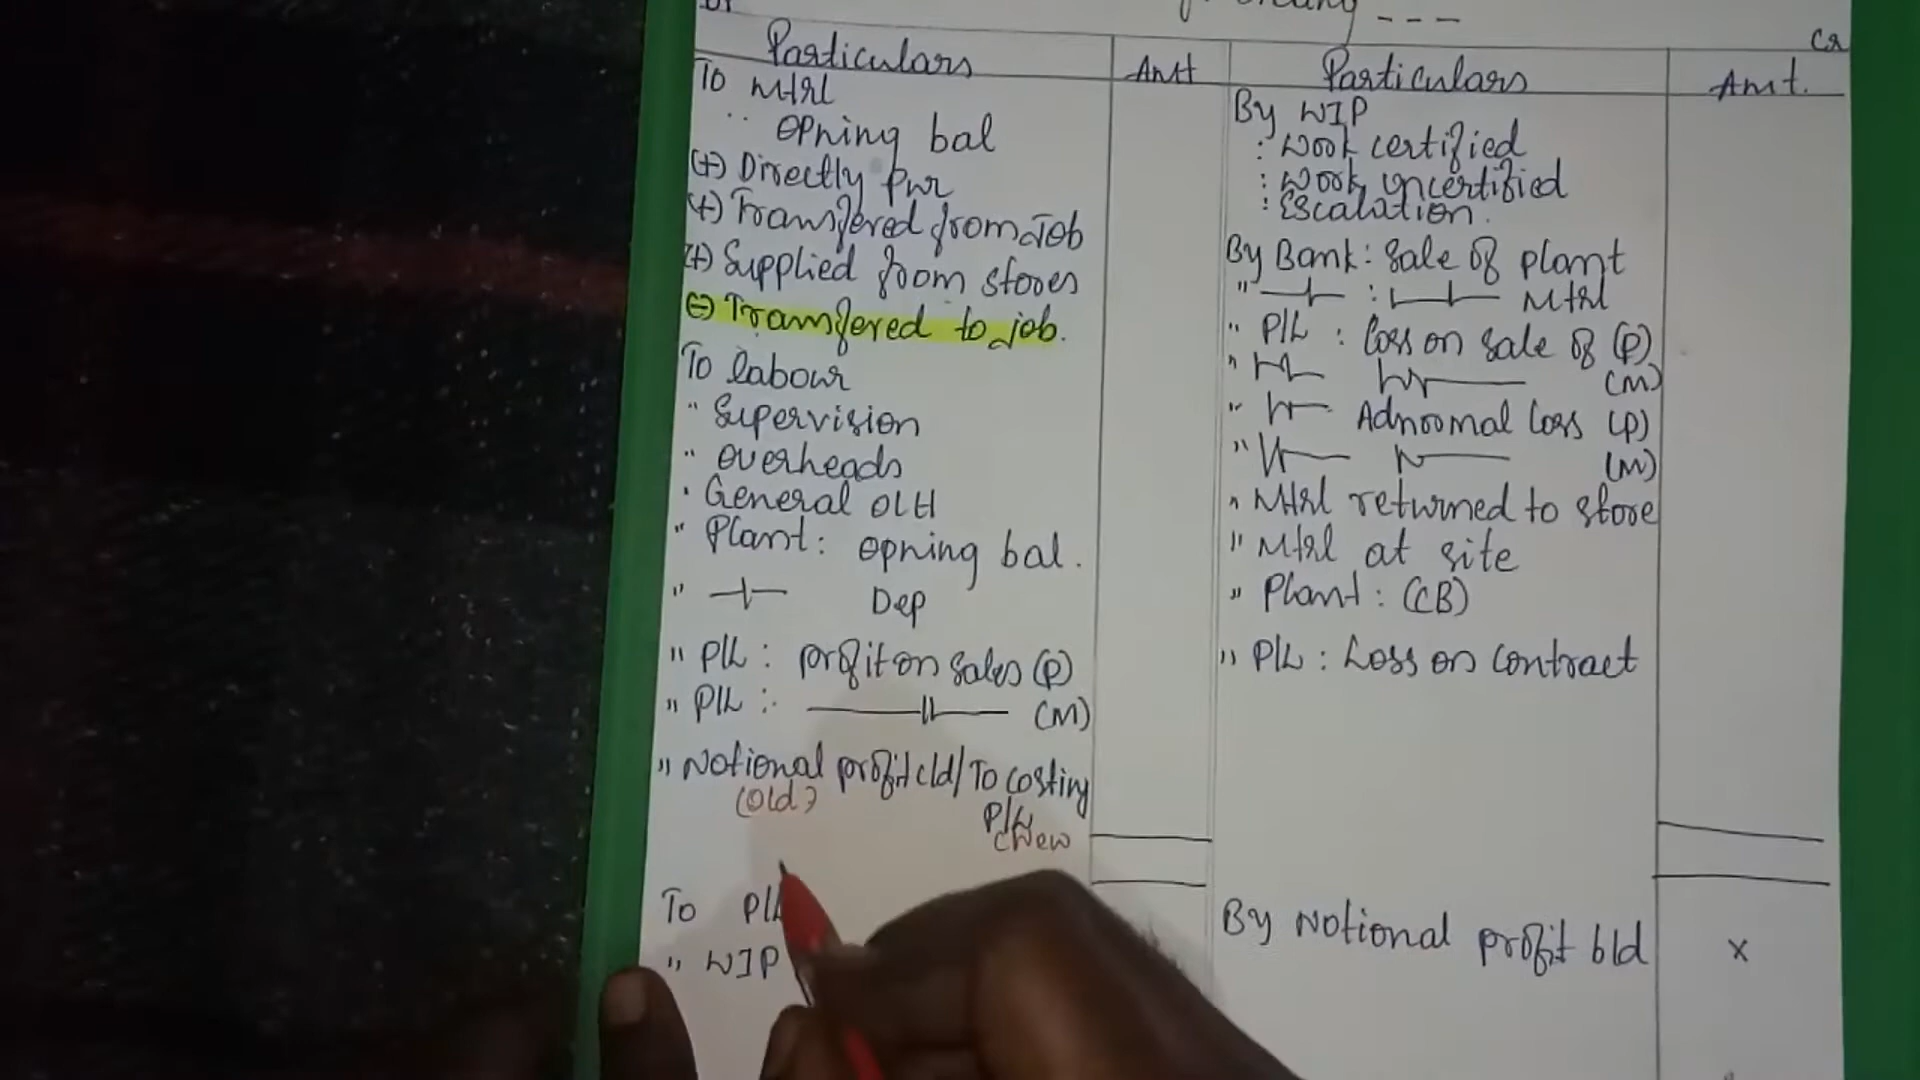 ending ---
Dr
Cr
Particulars Amt Particulars Amt.
To Mtrl
" Opning bal
(+) Directly pur
(+) Transfered from Job
(+) Supplied from stores
(-) Transfered to job.
To labour
" Supervision
" overheads
" General O/H
" Plant: opning bal.
" Dep
" P/L : profit on sales (P)
" P/L : (M)
" Notional profit c/d / To costing
(Old) P/L
(New
To P/L
" WIP
By WIP
: Work certified
: Work uncertified
: Escalation.
By Bank: Sale of plant
" : Mtrl
" P/L : loss on sale of (P)
" (M)
" Adnormal loss (P)
" (M)
" Mtrl returned to store
" Mtrl at site
" Plant: (CB)
" P/L : Loss on contract
By Notional profit b/d x